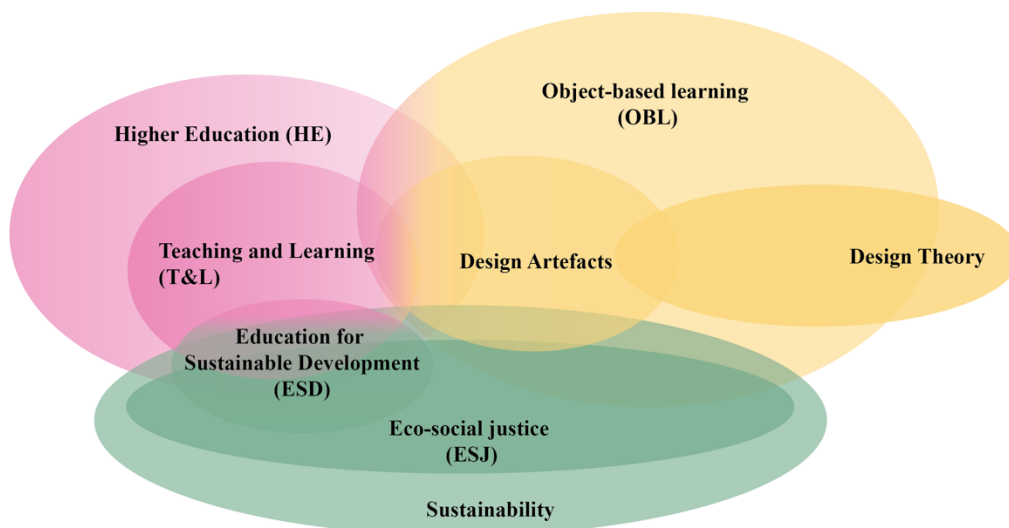 Object-based learning
(OBL)
Higher Education (HE)
Teaching and Learning
(T&L)
Design Artefacts
Design Theory
Education for
Sustainable Development
(ESD)
Eco-social justice
(ESJ)
Sustainability